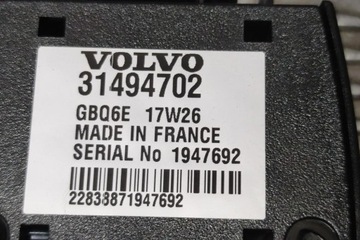 VOLVO
31494702
GBQ6E 17W26
MADE IN FRANCE
SERIAL No 1947692
22838871947692